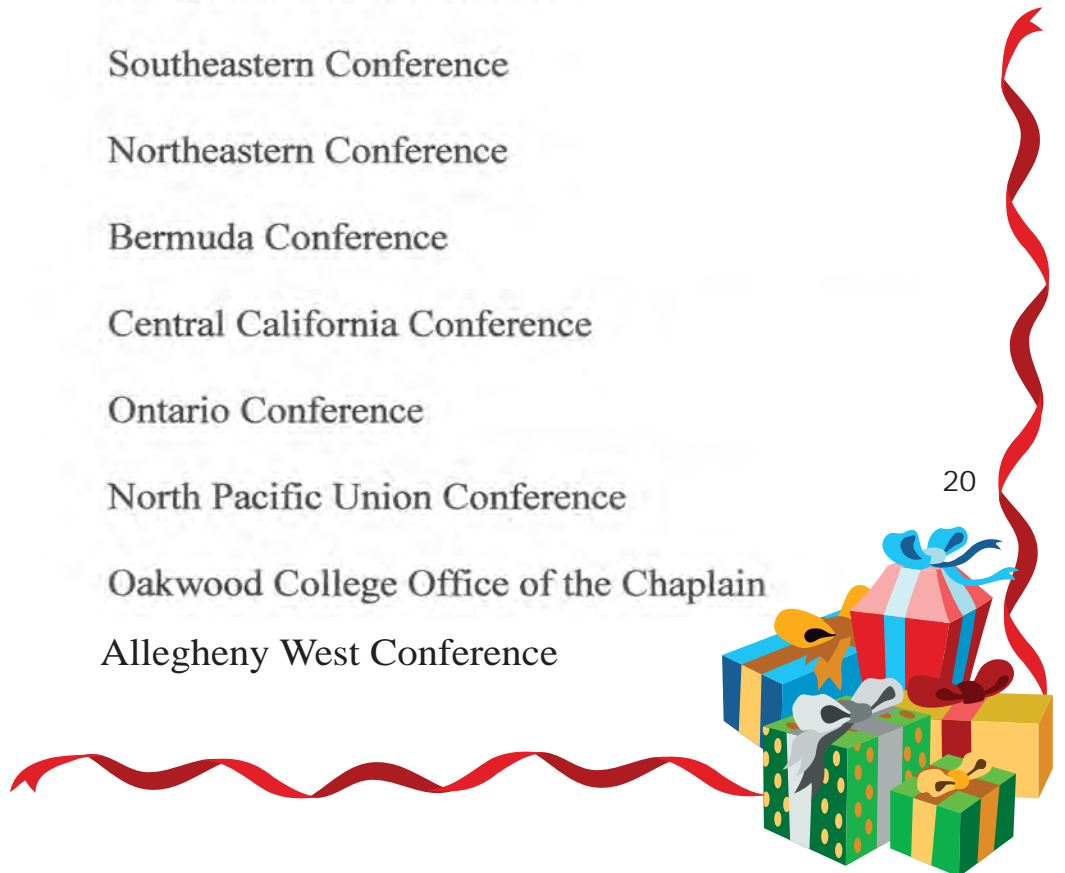 Southeastern Conference
Northeastern Conference
Bermuda Conference
Central California Conference
Ontario Conference
North Pacific Union Conference
20
Oakwood College Office of the Chaplain
Allegheny West Conference